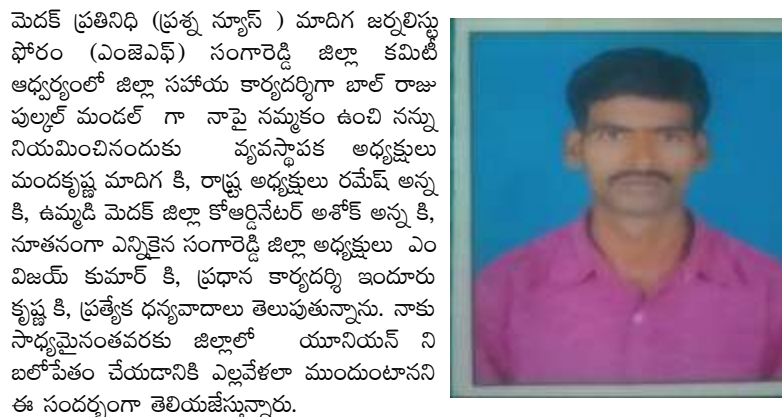 మెదక్ ప్రతినిధి (ప్రశ్న న్యూస్ ) మాదిగ జర్నలిస్టు
ఫోరం (ఎంజెఎఫ్) సంగారెడ్డి జిల్లా కమిటీ
ఆధ్వర్యంలో జిల్లా సహాయ కార్యదర్శిగా బాల్ రాజు
పుల్కల్ మండల్ గా నాపై నమ్మకం ఉంచి నన్ను
నియమించినందుకు వ్యవస్థాపక అధ్యక్షులు
మందకృష్ణ మాదిగ కి, రాష్ట్ర అధ్యక్షులు రమేష్ అన్న
కి, ఉమ్మడి మెదక్ జిల్లా కోఆర్డినేటర్ అశోక్ అన్న కి,
నూతనంగా ఎన్నికైన సంగారెడ్డి జిల్లా అధ్యక్షులు ఎం
విజయ్ కుమార్ కి, ప్రధాన కార్యదర్శి ఇందూరు
కృష్ణ కి, ప్రత్యేక ధన్యవాదాలు తెలుపుతున్నాను. నాకు
సాధ్యమైనంతవరకు జిల్లాలో యూనియన్ ని
బలోపేతం చేయడానికి ఎల్లవేళలా ముందుంటానని
ఈ సందర్భంగా తెలియజేస్తున్నారు.